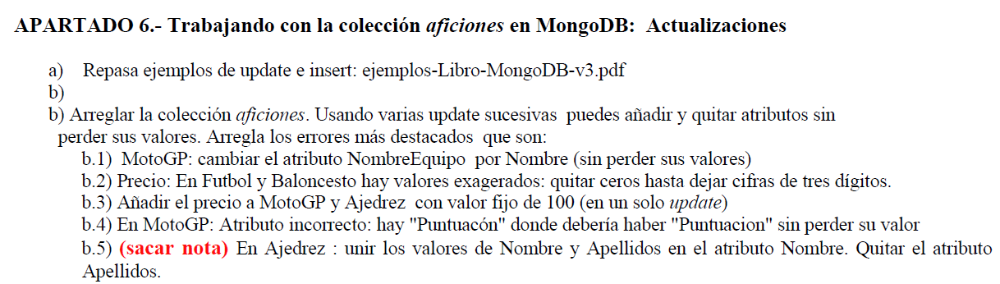 APARTADO 6.- Trabajando con la colección aficiones en MongoDB: Actualizaciones
a) Repasa ejemplos de update e insert: ejemplos-Libro-MongoDB-v3.pdf
b)
b) Arreglar la colección aficiones. Usando varias update sucesivas puedes añadir y quitar atributos sin
perder sus valores. Arregla los errores más destacados que son:
b.1) MotoGP: cambiar el atributo NombreEquipo por Nombre (sin perder sus valores)
b.2) Precio: En Futbol y Baloncesto hay valores exagerados: quitar ceros hasta dejar cifras de tres dígitos.
b.3) Añadir el precio a MotoGP y Ajedrez con valor fijo de 100 (en un solo update)
b.4) En MotoGP: Atributo incorrecto: hay "Puntuacón" donde debería haber "Puntuacion" sin perder su valor
b.5) (sacar nota) En Ajedrez : unir los valores de Nombre y Apellidos en el atributo Nombre. Quitar el atributo
Apellidos.